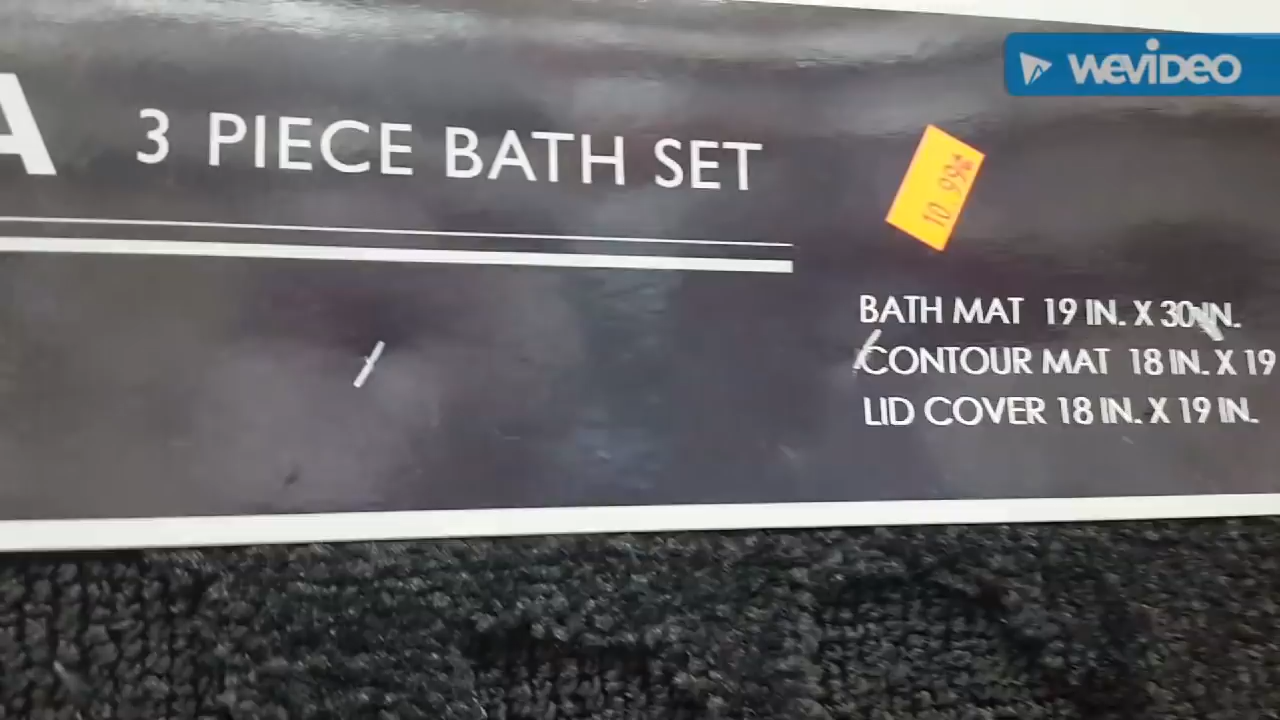 WEVIDEO
A 3 PIECE BATH SET
10 99¢
BATH MAT 19 IN. X 30 IN.
CONTOUR MAT 18 IN. X 19
LID COVER 18 IN. X 19 IN.